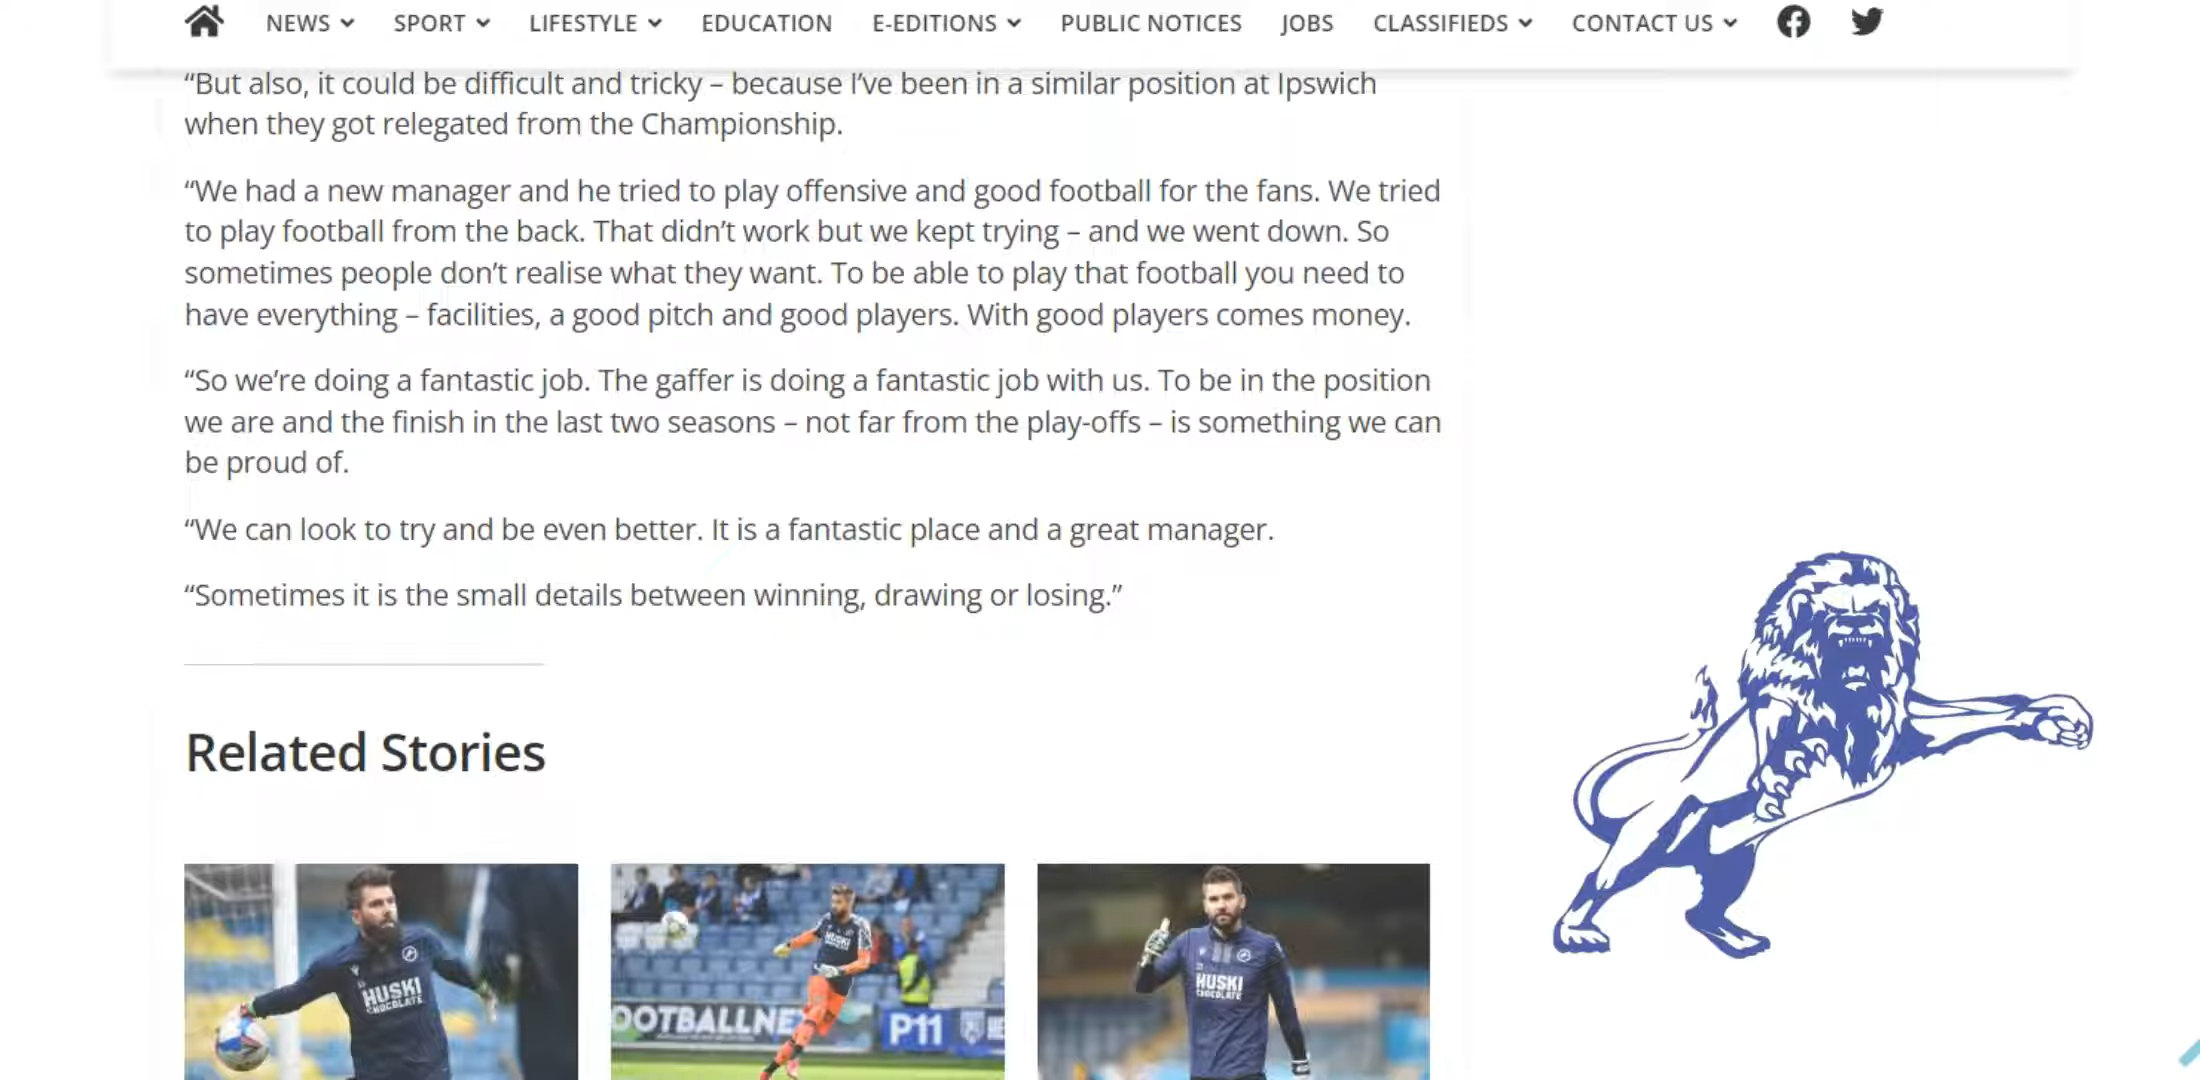 NEWS SPORT LIFESTYLE EDUCATION E-EDITIONS PUBLIC NOTICES JOBS CLASSIFIEDS CONTACT US
“But also, it could be difficult and tricky – because I’ve been in a similar position at Ipswich
when they got relegated from the Championship.
“We had a new manager and he tried to play offensive and good football for the fans. We tried
to play football from the back. That didn’t work but we kept trying – and we went down. So
sometimes people don’t realise what they want. To be able to play that football you need to
have everything – facilities, a good pitch and good players. With good players comes money.
“So we’re doing a fantastic job. The gaffer is doing a fantastic job with us. To be in the position
we are and the finish in the last two seasons – not far from the play-offs – is something we can
be proud of.
“We can look to try and be even better. It is a fantastic place and a great manager.
“Sometimes it is the small details between winning, drawing or losing.”
Related Stories
HUSKI
CHOCOLATE
HUSKI
OOTBALLNE
P11
HUSKI
CHOCOLATE